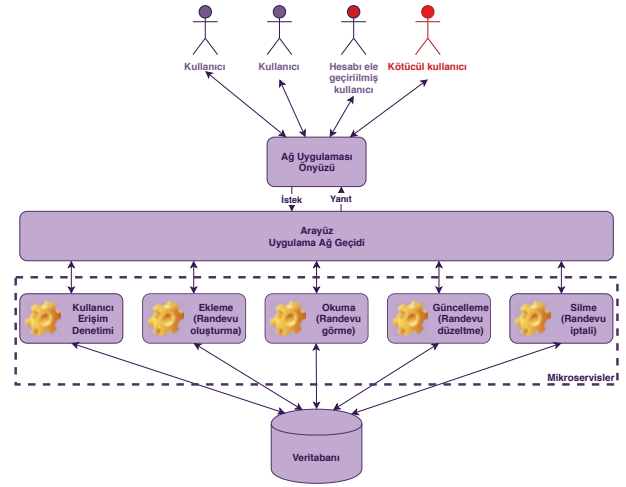 Kullanıcı
Kullanıcı
Hesabı ele
geçiriilmiş
kullanıcı
Kötücül kullanıcı
Ağ Uygulaması
Önyüzü
İstek
Yanıt
Arayüz
Uygulama Ağ Geçidi
Kullanıcı
Erişim
Denetimi
Ekleme
(Randevu
oluşturma)
Okuma
(Randevu
görme)
Güncelleme
(Randevu
düzeltme)
Silme
(Randevu
iptali)
Mikroservisler
Veritabanı